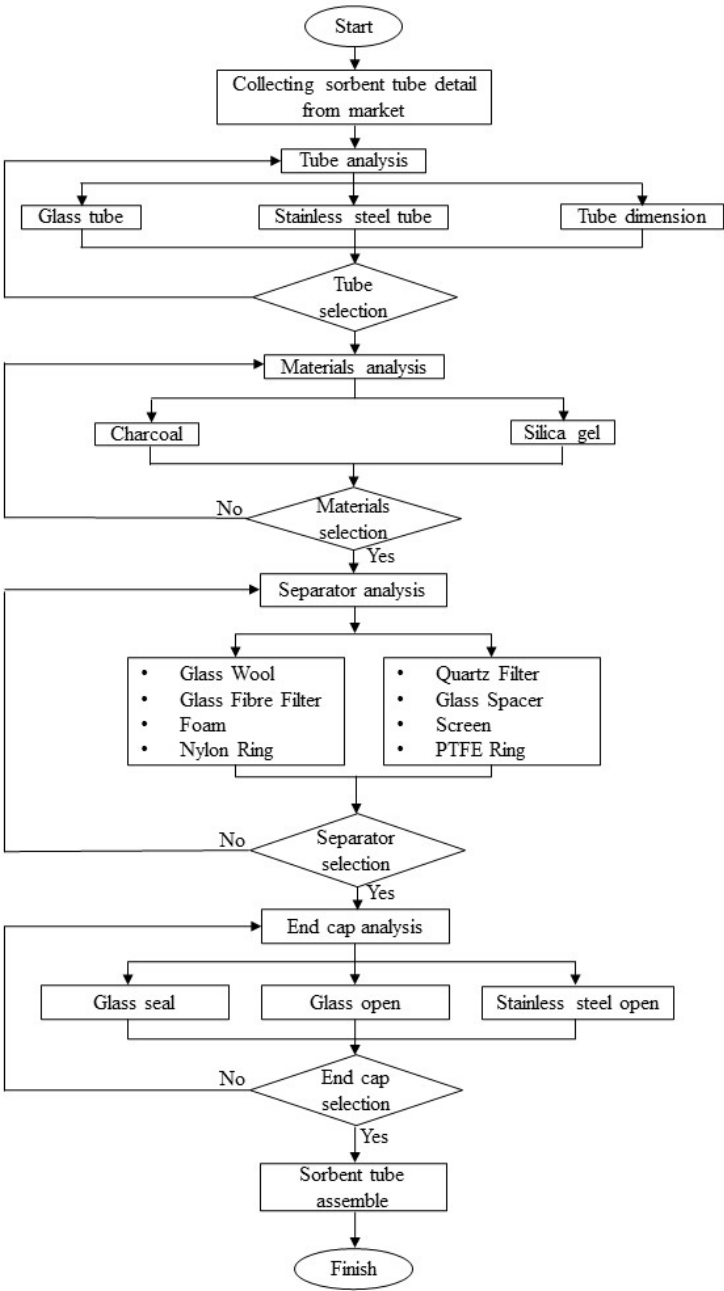 Start
Collecting sorbent tube detail
from market
Tube analysis
Glass tube
Stainless steel tube
Tube dimension
Tube
selection
Materials analysis
Charcoal
Silica gel
No
Materials
selection
Yes
Separator analysis
• Glass Wool
• Glass Fibre Filter
• Foam
• Nylon Ring
• Quartz Filter
• Glass Spacer
• Screen
• PTFE Ring
No
Separator
selection
Yes
End cap analysis
Glass seal
Glass open
Stainless steel open
No
End cap
selection
Yes
Sorbent tube
assemble
Finish